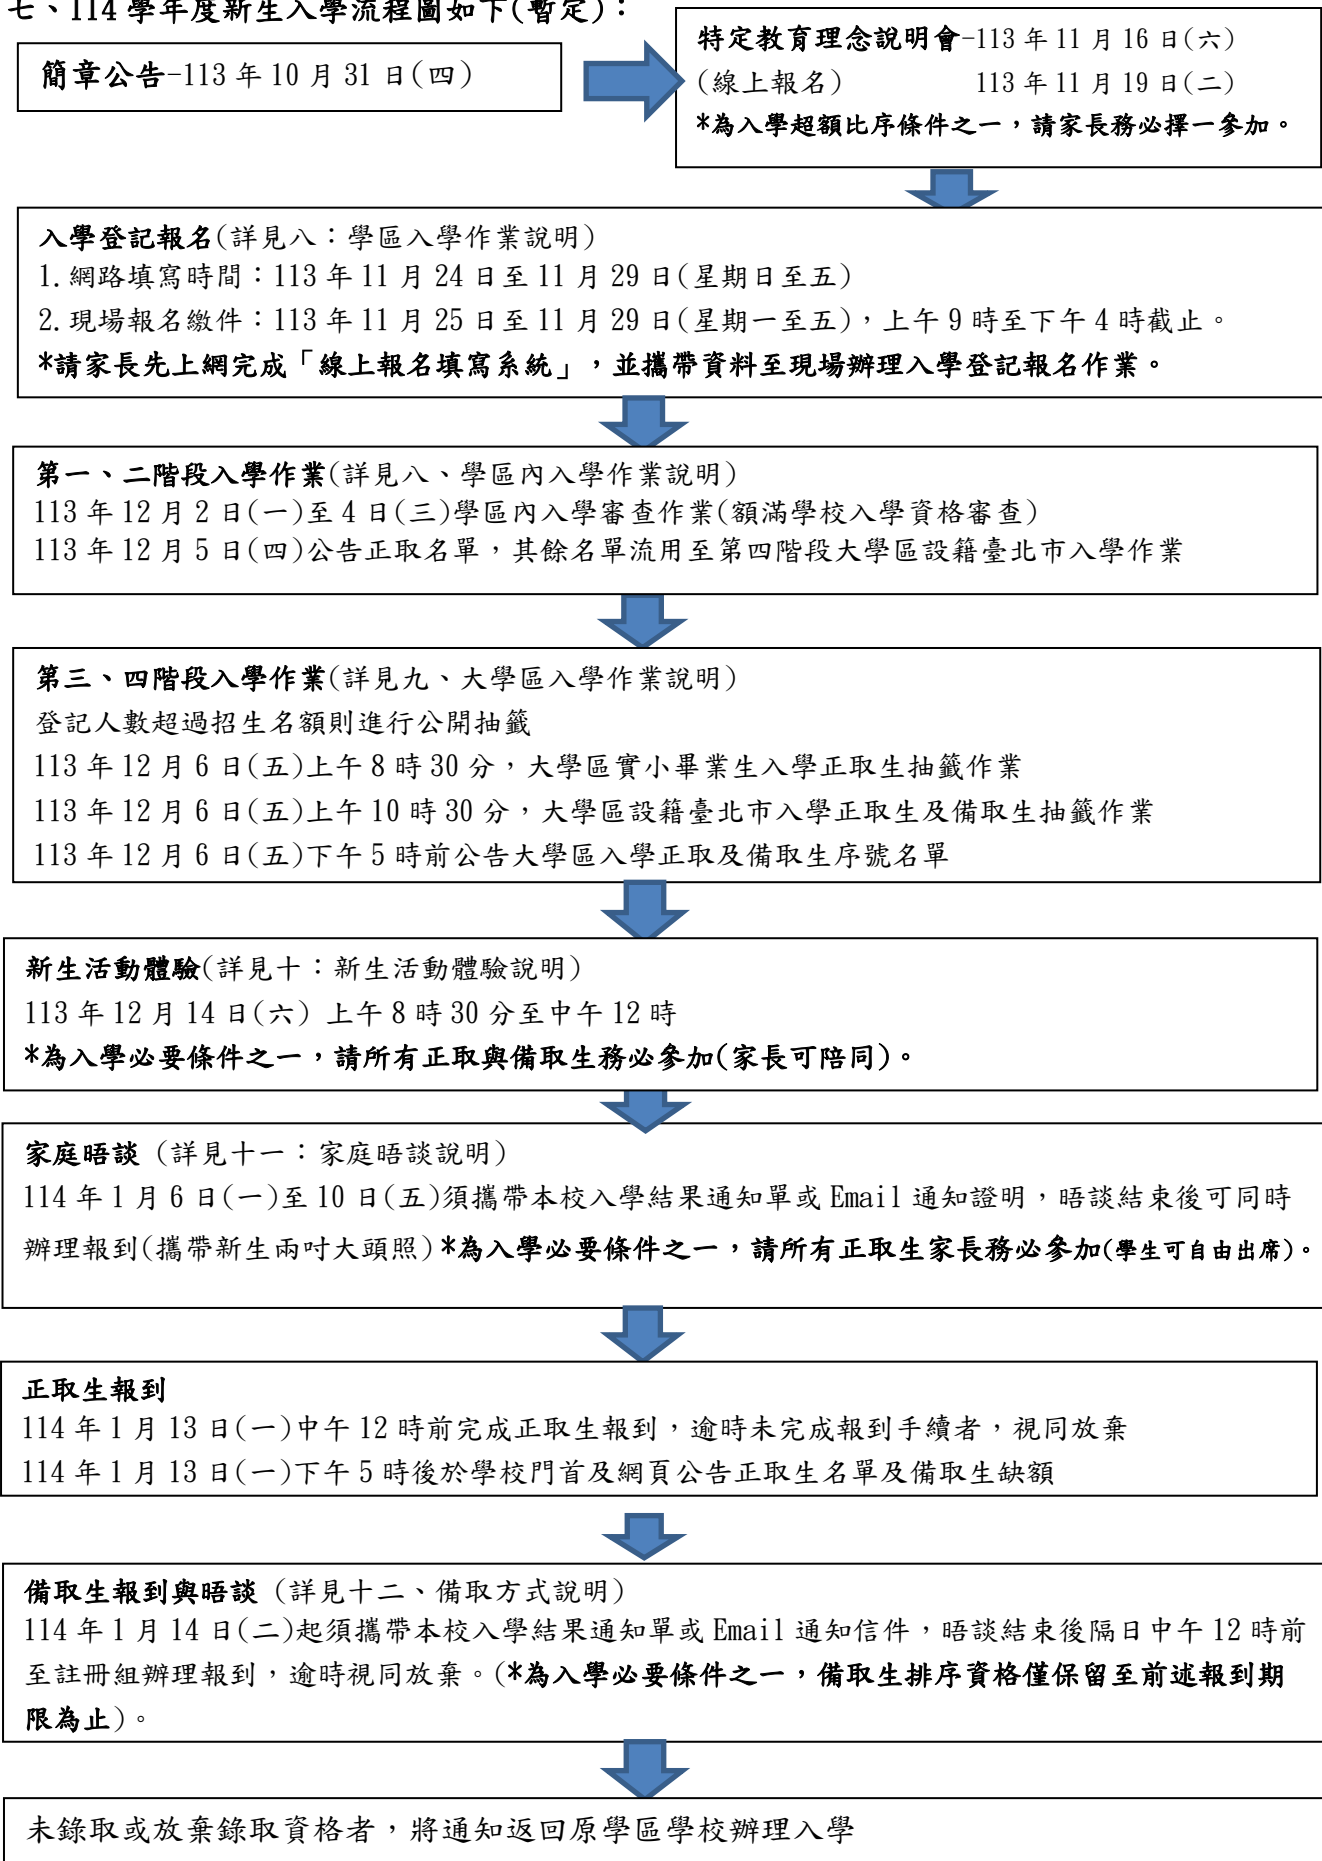 七、114 學年度新生入學流程圖如下(暫定)：
簡章公告-113 年 10 月 31 日(四)
特定教育理念說明會-113 年 11 月 16 日(六)
(線上報名) 113 年 11 月 19 日(二)
*為入學超額比序條件之一，請家長務必擇一參加。
入學登記報名(詳見八：學區入學作業說明)
1.網路填寫時間：113 年 11 月 24 日至 11 月 29 日(星期日至五)
2.現場報名繳件：113 年 11 月 25 日至 11 月 29 日(星期一至五)，上午 9 時至下午 4 時截止。
*請家長先上網完成「線上報名填寫系統」，並攜帶資料至現場辦理入學登記報名作業。
第一、二階段入學作業(詳見八、學區內入學作業說明)
113 年 12 月 2 日(一)至 4 日(三)學區內入學審查作業(額滿學校入學資格審查)
113 年 12 月 5 日(四)公告正取名單，其餘名單流用至第四階段大學區設籍臺北市入學作業
第三、四階段入學作業(詳見九、大學區入學作業說明)
登記人數超過招生名額則進行公開抽籤
113 年 12 月 6 日(五)上午 8 時 30 分，大學區實小畢業生入學正取生抽籤作業
113 年 12 月 6 日(五)上午 10 時 30 分，大學區設籍臺北市入學正取生及備取生抽籤作業
113 年 12 月 6 日(五)下午 5 時前公告大學區入學正取及備取生序號名單
新生活動體驗(詳見十：新生活動體驗說明)
113 年 12 月 14 日(六) 上午 8 時 30 分至中午 12 時
*為入學必要條件之一，請所有正取與備取生務必參加(家長可陪同)。
家庭晤談 (詳見十一：家庭晤談說明)
114 年 1 月 6 日(一)至 10 日(五)須攜帶本校入學結果通知單或 Email 通知證明，晤談結束後可同時
辦理報到(攜帶新生兩吋大頭照)*為入學必要條件之一，請所有正取生家長務必參加(學生可自由出席)。
正取生報到
114 年 1 月 13 日(一)中午 12 時前完成正取生報到，逾時未完成報到手續者，視同放棄
114 年 1 月 13 日(一)下午 5 時後於學校門首及網頁公告正取生名單及備取生缺額
備取生報到與晤談 (詳見十二、備取方式說明)
114 年 1 月 14 日(二)起須攜帶本校入學結果通知單或 Email 通知信件，晤談結束後隔日中午 12 時前
至註冊組辦理報到，逾時視同放棄。(*為入學必要條件之一，備取生排序資格僅保留至前述報到期
限為止)。
未錄取或放棄錄取資格者，將通知返回原學區學校辦理入學